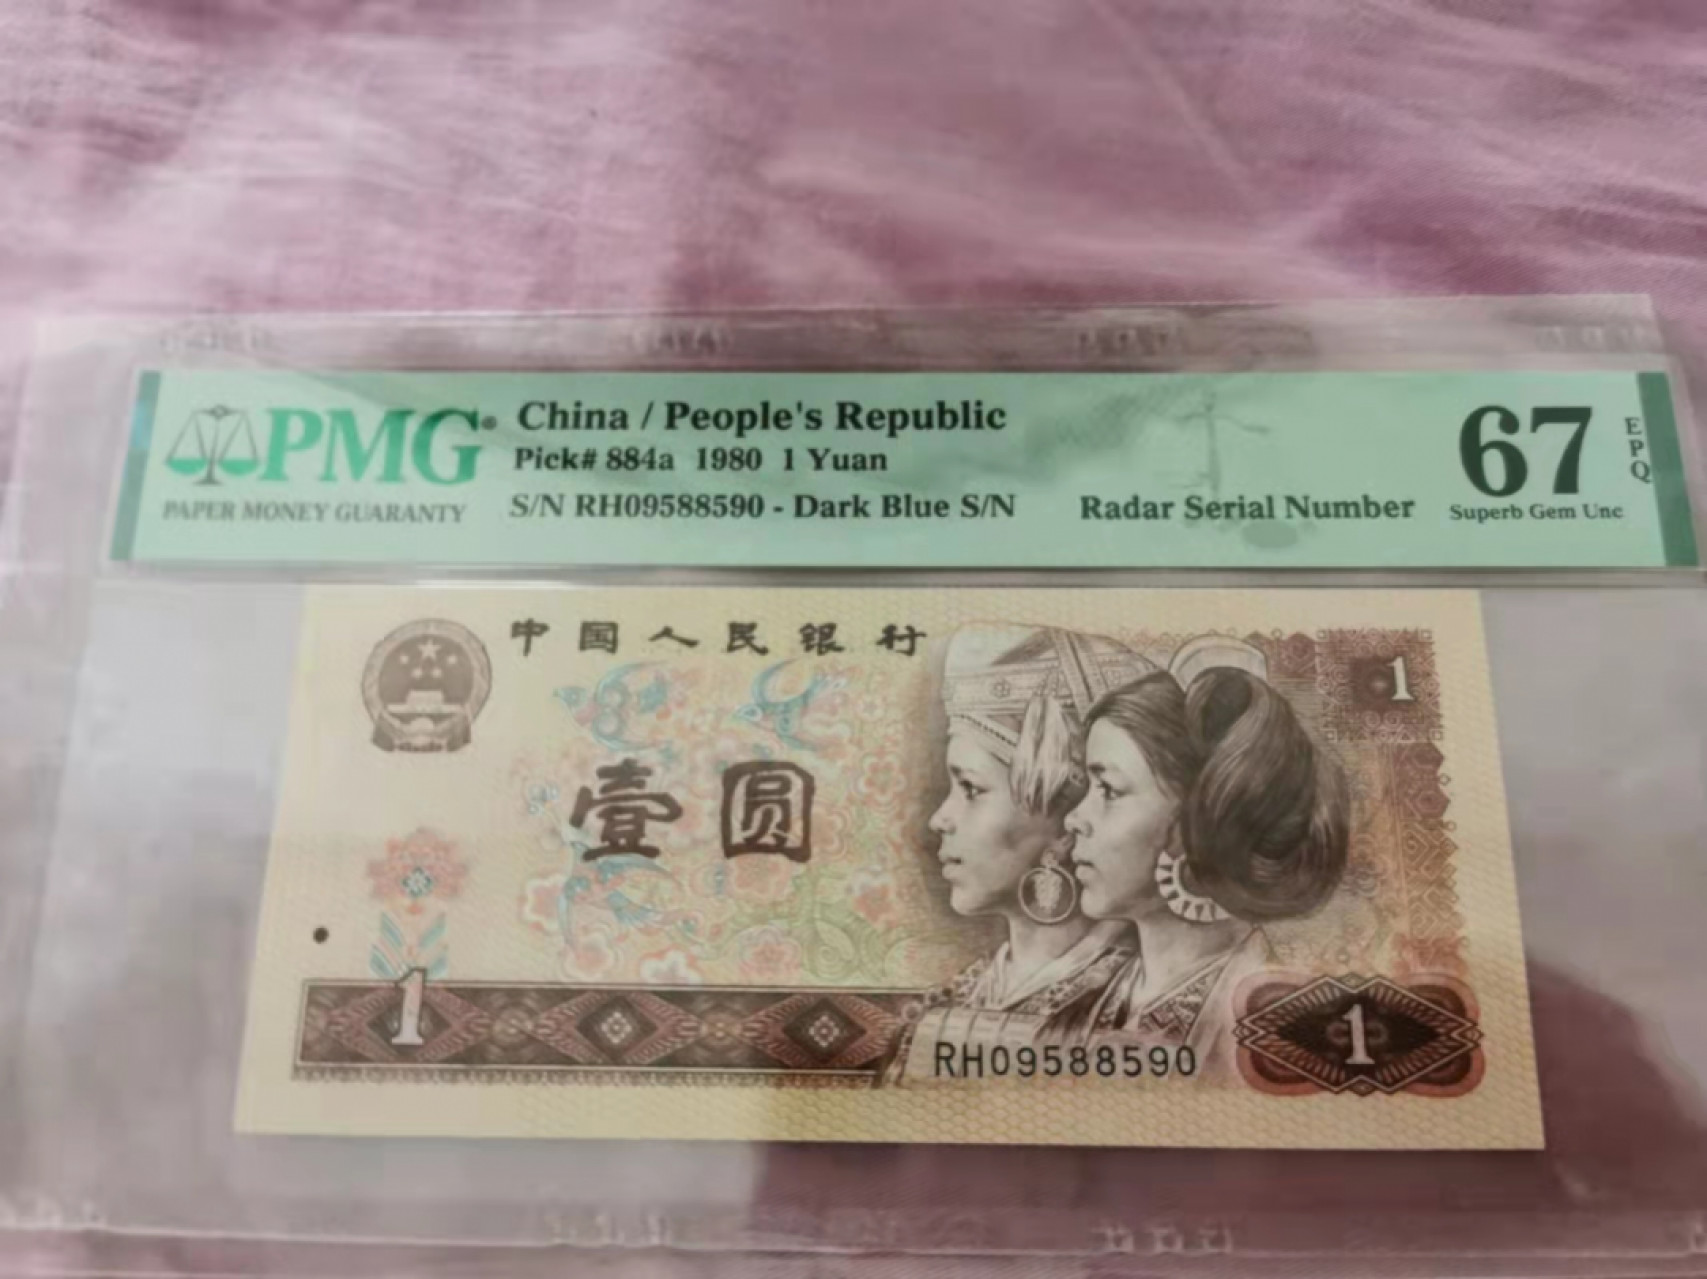 PMG®
PAPER MONEY GUARANTY
China / People's Republic
Pick# 884a 1980 1 Yuan
S/N RH09588590 - Dark Blue S/N
Radar Serial Number
67
EPQ
Superb Gem Unc
中国人民银行
1
壹圆
1
RH09588590
1